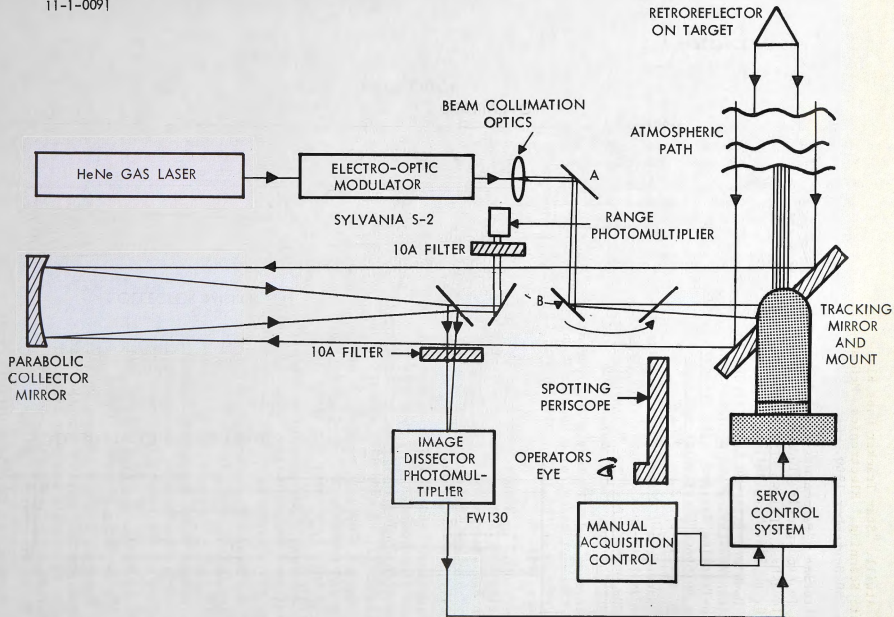 11-1-0091
RETROREFLECTOR
ON TARGET
BEAM COLLIMATION
OPTICS
ATMOSPHERIC
PATH
A
HeNe GAS LASER
ELECTRO-OPTIC
MODULATOR
SYLVANIA S-2
RANGE
PHOTOMULTIPLIER
10A FILTER
B
TRACKING
MIRROR
AND
MOUNT
PARABOLIC
COLLECTOR
MIRROR
10A FILTER
SPOTTING
PERISCOPE
OPERATORS
EYE
IMAGE
DISSECTOR
PHOTOMUL-
TIPLIER
FW130
MANUAL
ACQUISITION
CONTROL
SERVO
CONTROL
SYSTEM